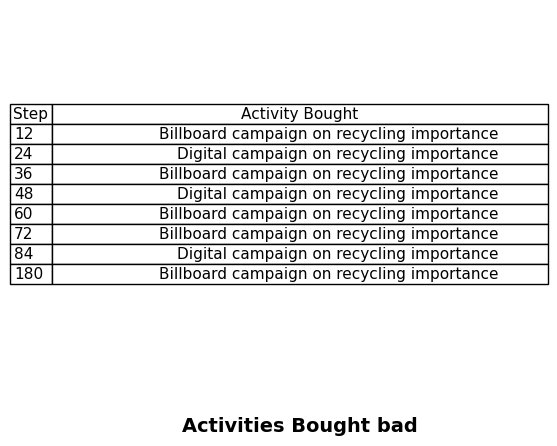 Step Activity Bought
12 Billboard campaign on recycling importance
24 Digital campaign on recycling importance
36 Billboard campaign on recycling importance
48 Digital campaign on recycling importance
60 Billboard campaign on recycling importance
72 Billboard campaign on recycling importance
84 Digital campaign on recycling importance
180 Billboard campaign on recycling importance
Activities Bought bad